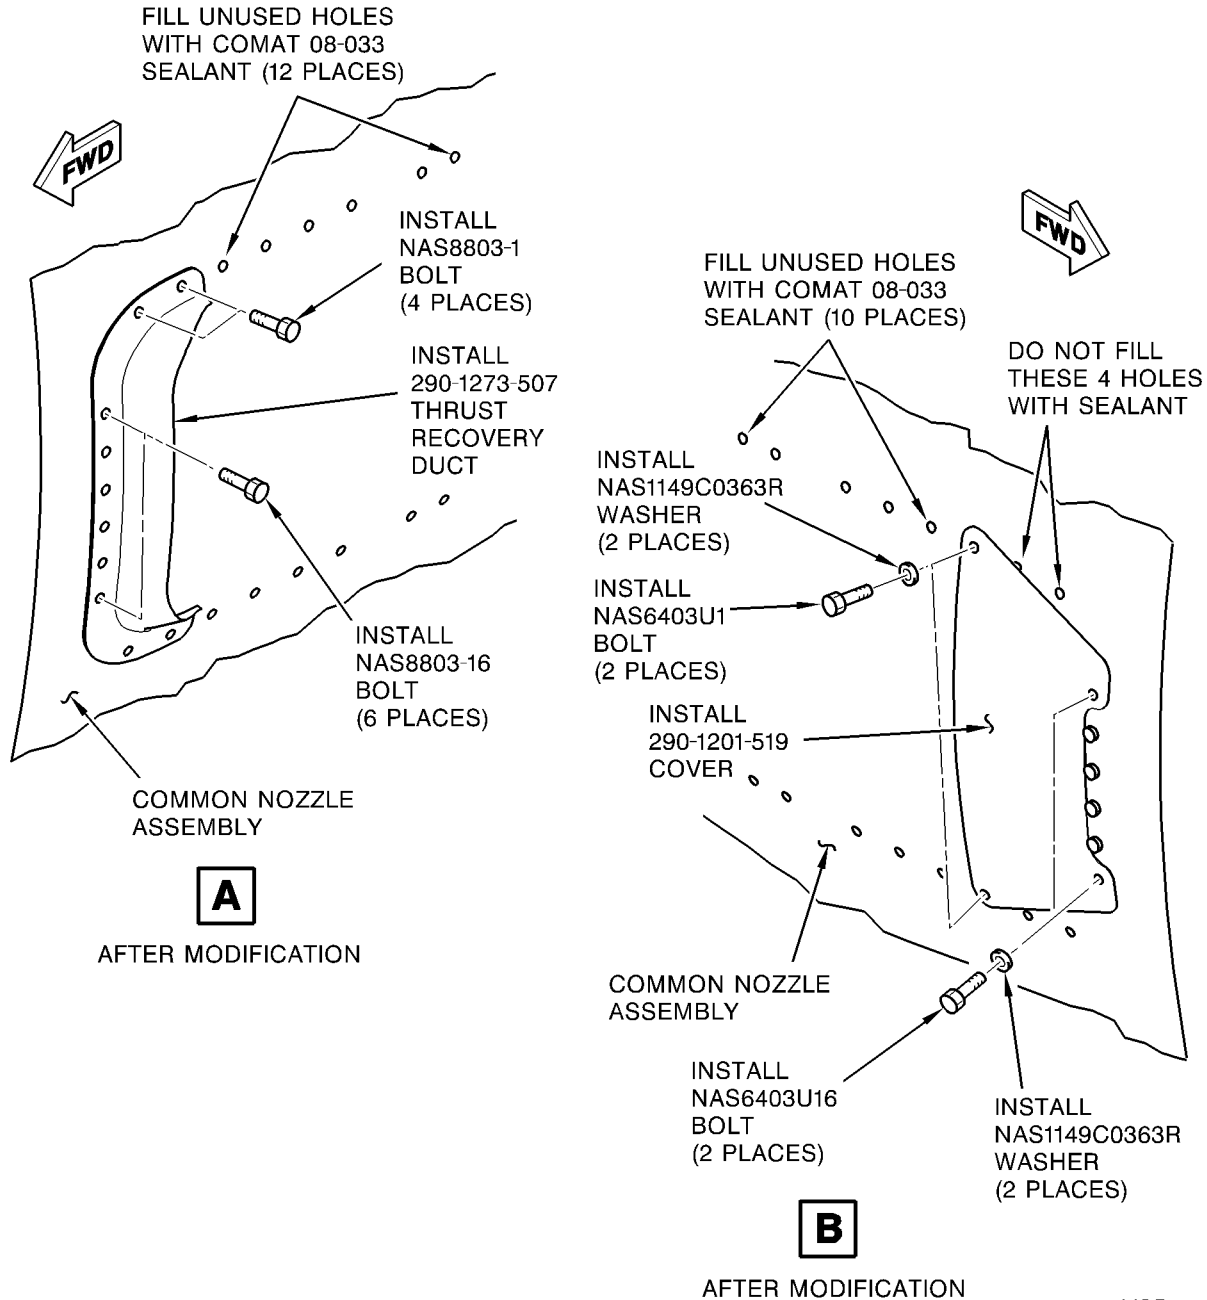 FILL UNUSED HOLES
WITH COMAT 08-033
SEALANT (12 PLACES)
FWD
INSTALL
NAS8803-1
BOLT
(4 PLACES)
INSTALL
290-1273-507
THRUST
RECOVERY
DUCT
INSTALL
NAS8803-16
BOLT
(6 PLACES)
COMMON NOZZLE
ASSEMBLY
A
AFTER MODIFICATION
FWD
FILL UNUSED HOLES
WITH COMAT 08-033
SEALANT (10 PLACES)
DO NOT FILL
THESE 4 HOLES
WITH SEALANT
INSTALL
NAS1149C0363R
WASHER
(2 PLACES)
INSTALL
NAS6403U1
BOLT
(2 PLACES)
INSTALL
290-1201-519
COVER
COMMON NOZZLE
ASSEMBLY
INSTALL
NAS6403U16
BOLT
(2 PLACES)
INSTALL
NAS1149C0363R
WASHER
(2 PLACES)
B
AFTER MODIFICATION